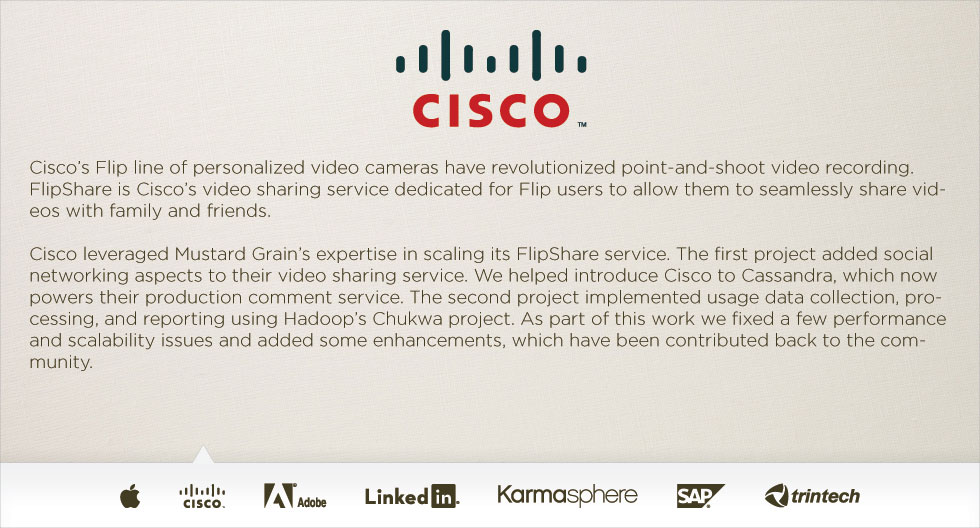 CISCO™
Cisco’s Flip line of personalized video cameras have revolutionized point-and-shoot video recording.
FlipShare is Cisco’s video sharing service dedicated for Flip users to allow them to seamlessly share vid-
eos with family and friends.
Cisco leveraged Mustard Grain’s expertise in scaling its FlipShare service. The first project added social
networking aspects to their video sharing service. We helped introduce Cisco to Cassandra, which now
powers their production comment service. The second project implemented usage data collection, pro-
cessing, and reporting using Hadoop’s Chukwa project. As part of this work we fixed a few performance
and scalability issues and added some enhancements, which have been contributed back to the com-
munity.
CISCO Adobe Linked in Karmasphere SAP trintech